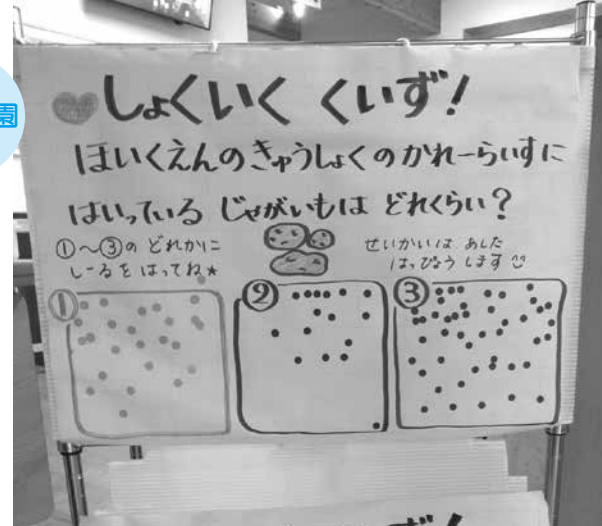 園
しょくいく くいず!
ほいくえんのきゅうしょくのかれーらいすに
はいっている じゃがいもは どれくらい?
①~③の どれかに
しーるを はってね★
せいかいは あした
はっぴょう します
①
②
③
ず!